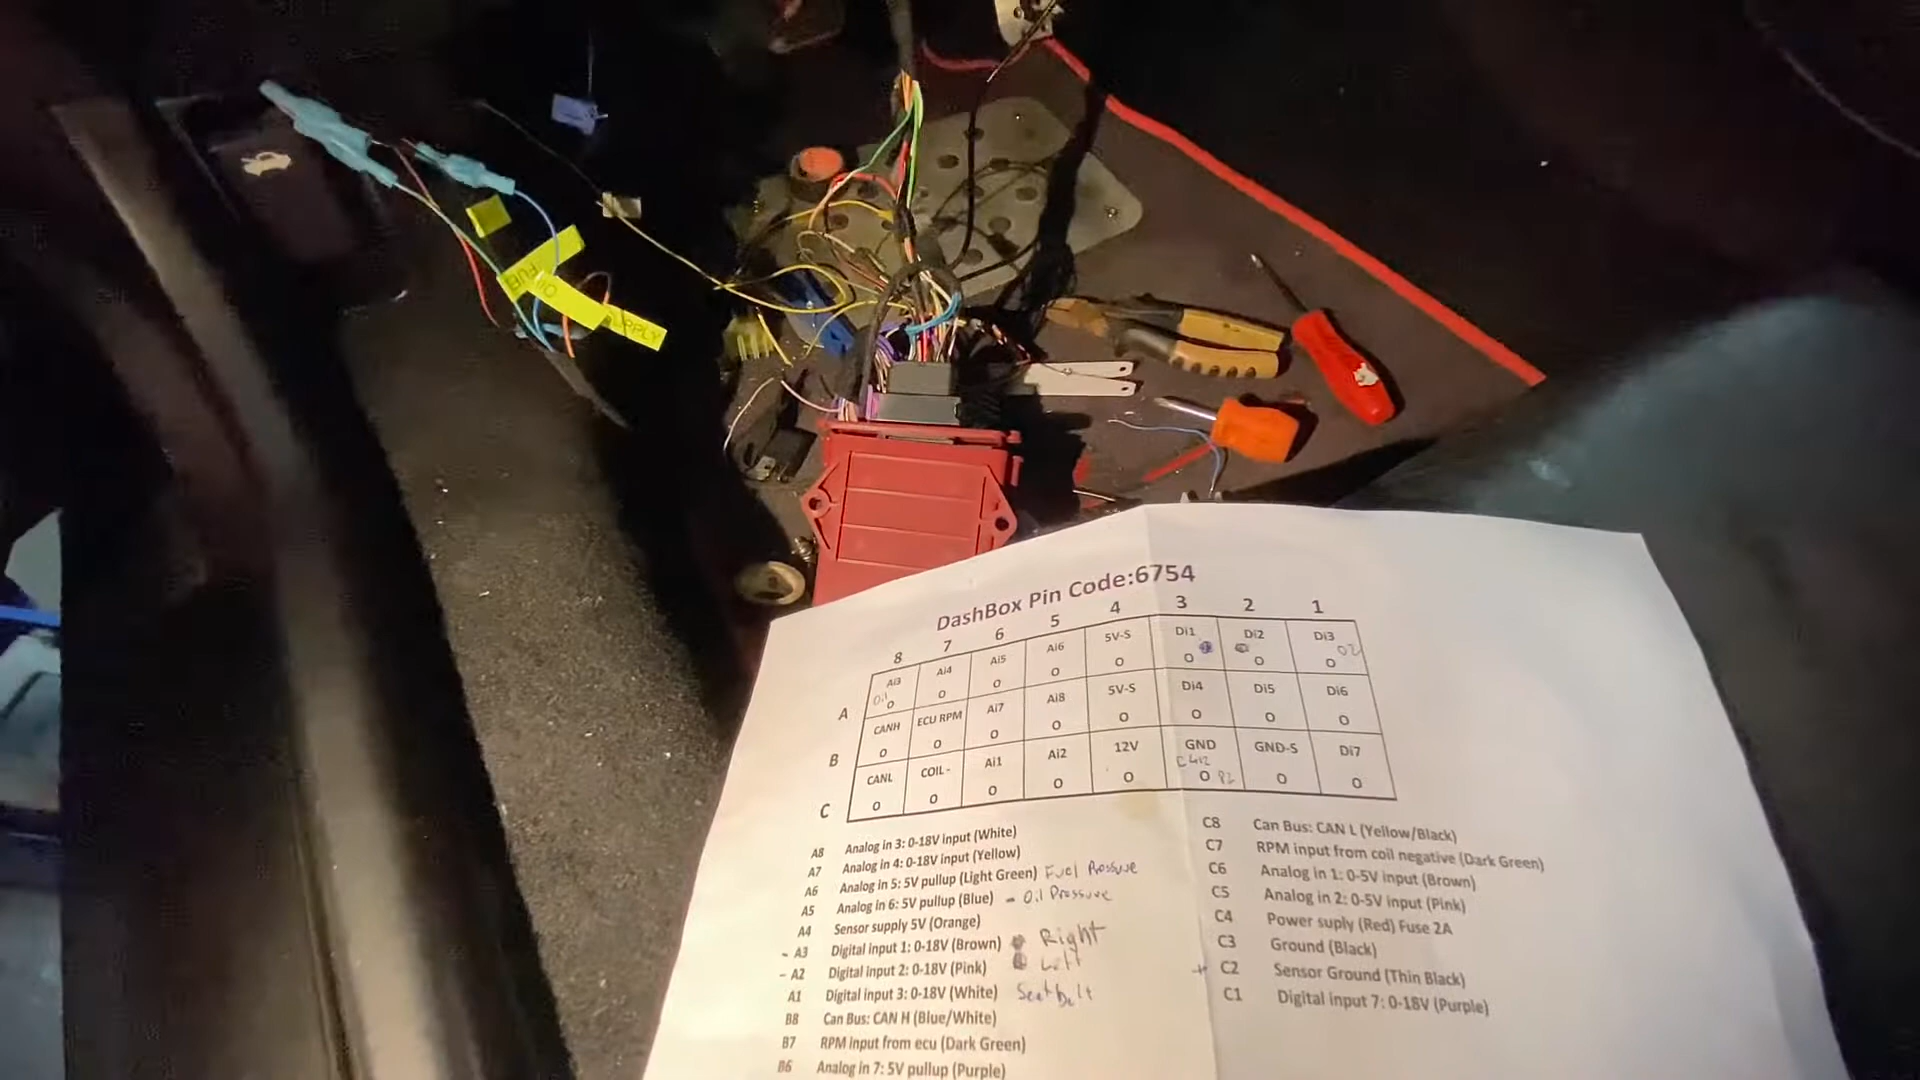 SUPPLY
DashBox Pin Code:6754
8 7 6 5 4 3 2 1
A Ai3 Ai4 Ai5 Ai6 5V-S Di1 Di2 Di3
Oil
B CANH ECU RPM Ai7 Ai8 5V-S Di4 Di5 Di6
C CANL COIL- Ai1 Ai2 12V GND GND-S Di7
A8 Analog in 3: 0-18V input (White)
A7 Analog in 4: 0-18V input (Yellow)
A6 Analog in 5: 5V pullup (Light Green) Fuel Pressure
A5 Analog in 6: 5V pullup (Blue) - Oil Pressure
A4 Sensor supply 5V (Orange)
- A3 Digital input 1: 0-18V (Brown) Right
- A2 Digital input 2: 0-18V (Pink) Left
A1 Digital input 3: 0-18V (White) Seatbelt
B8 Can Bus: CAN H (Blue/White)
B7 RPM input from ecu (Dark Green)
B6 Analog in 7: 5V pullup (Purple)
C8 Can Bus: CAN L (Yellow/Black)
C7 RPM input from coil negative (Dark Green)
C6 Analog in 1: 0-5V input (Brown)
C5 Analog in 2: 0-5V input (Pink)
C4 Power suply (Red) Fuse 2A
C3 Ground (Black)
C2 Sensor Ground (Thin Black)
C1 Digital input 7: 0-18V (Purple)